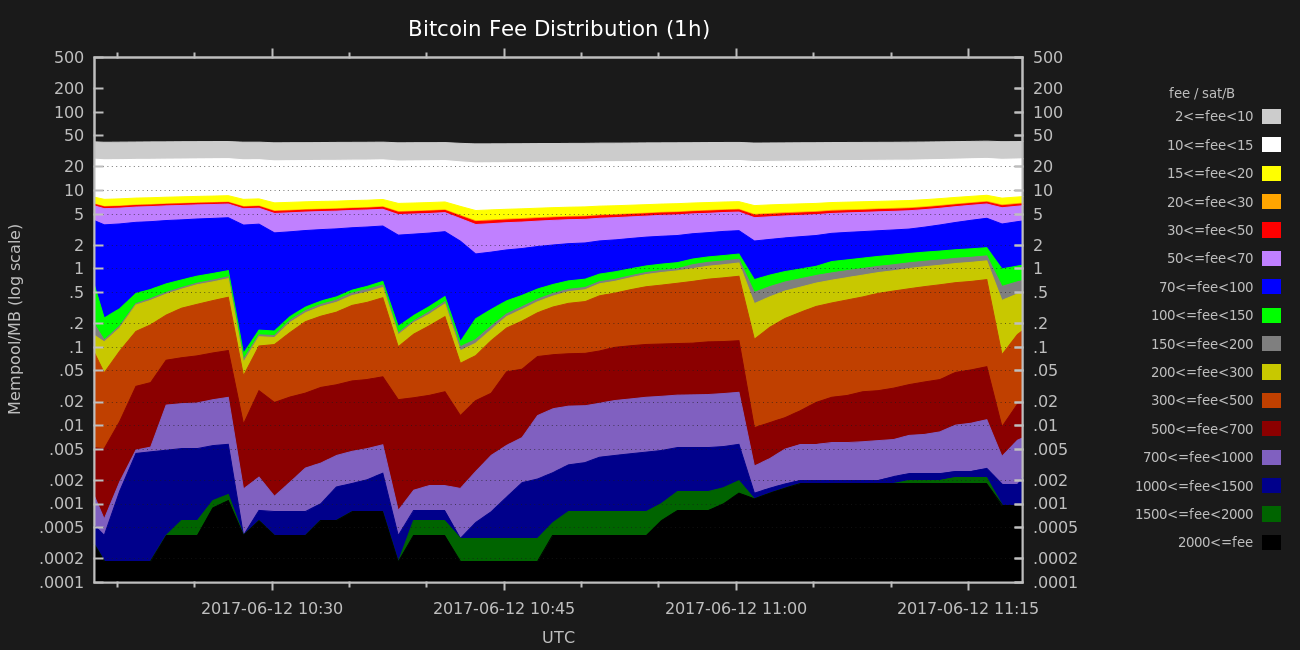 Bitcoin Fee Distribution (1h)
Mempool/MB (log scale)
500
200
100
50
20
10
5
2
1
.5
.2
.1
.05
.02
.01
.005
.002
.001
.0005
.0002
.0001
500
200
100
50
20
10
5
2
1
.5
.2
.1
.05
.02
.01
.005
.002
.001
.0005
.0002
.0001
fee / sat/B
2<=fee<10
10<=fee<15
15<=fee<20
20<=fee<30
30<=fee<50
50<=fee<70
70<=fee<100
100<=fee<150
150<=fee<200
200<=fee<300
300<=fee<500
500<=fee<700
700<=fee<1000
1000<=fee<1500
1500<=fee<2000
2000<=fee
2017-06-12 10:30
2017-06-12 10:45
2017-06-12 11:00
2017-06-12 11:15
UTC